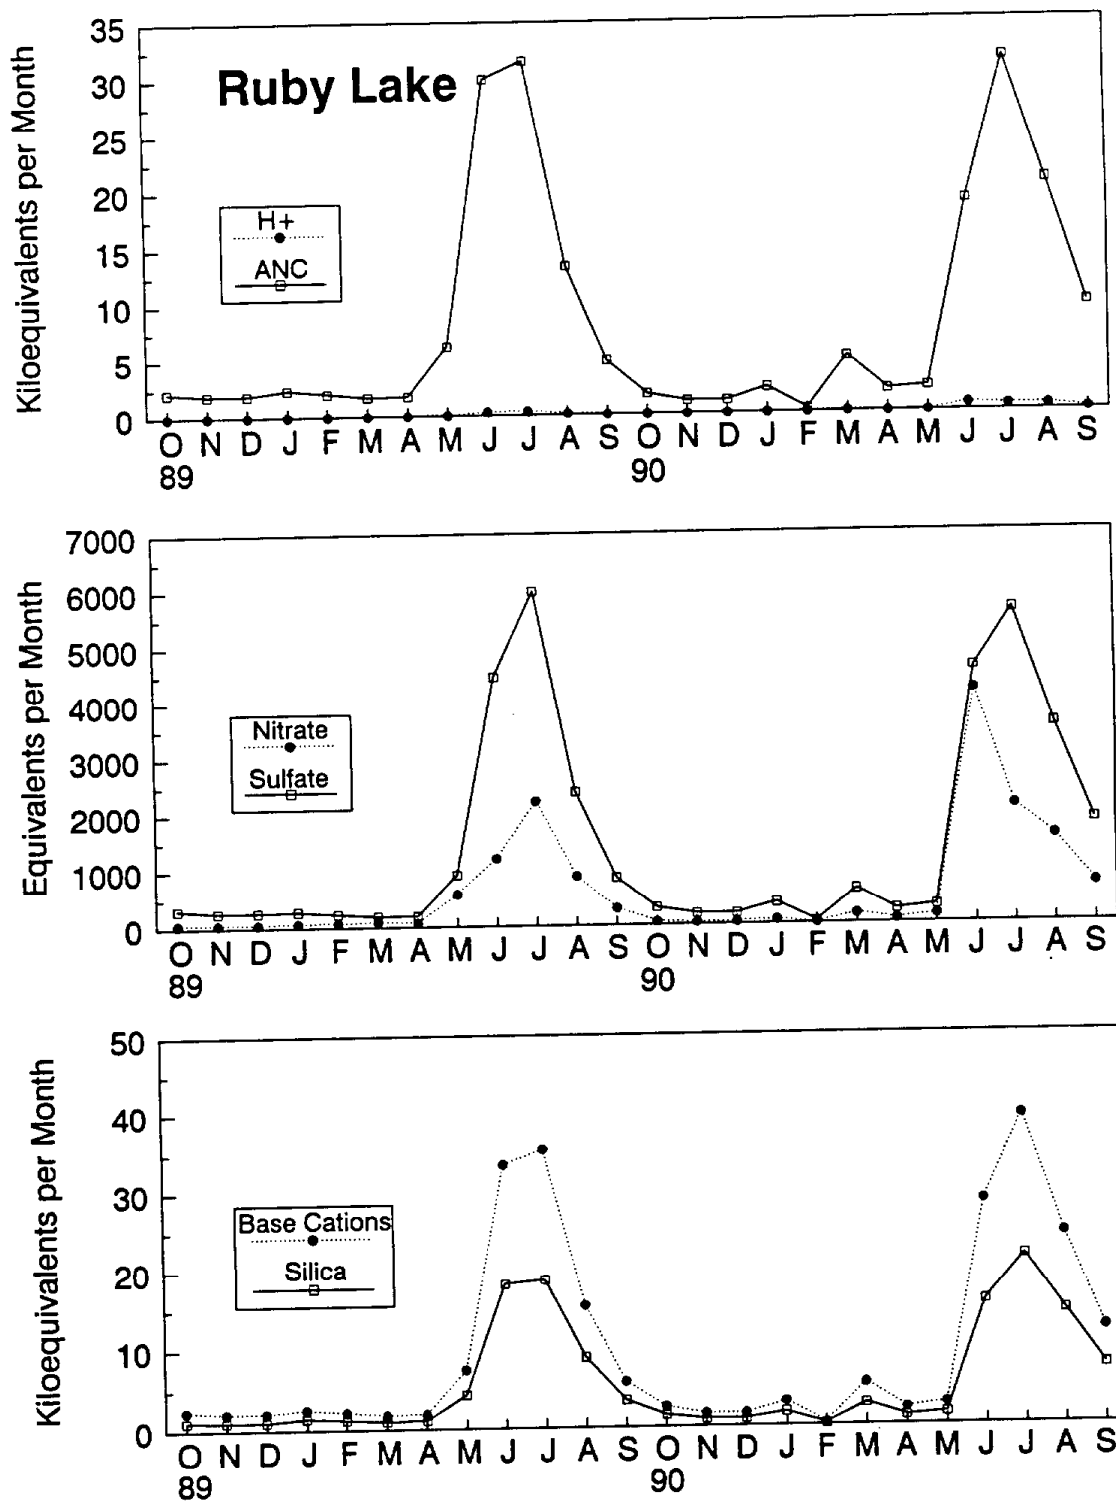 Ruby Lake
Kiloequivalents per Month
35
30
25
20
15
10
5
0
H+
ANC
O N D J F M A M J J A S O N D J F M A M J J A S
89 90
Equivalents per Month
7000
6000
5000
4000
3000
2000
1000
0
Nitrate
Sulfate
O N D J F M A M J J A S O N D J F M A M J J A S
89 90
Kiloequivalents per Month
50
40
30
20
10
0
Base Cations
Silica
O N D J F M A M J J A S O N D J F M A M J J A S
89 90